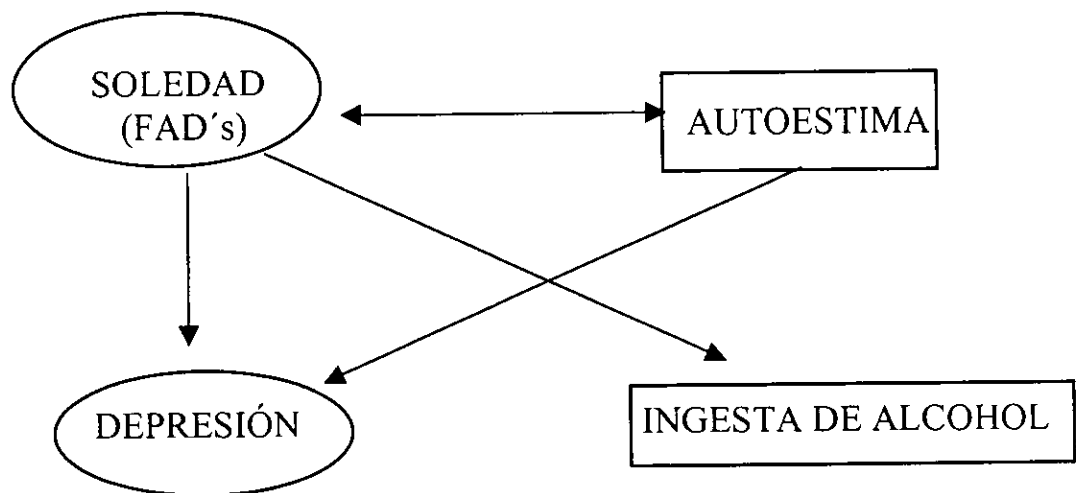 SOLEDAD
(FAD´s)
AUTOESTIMA
DEPRESIÓN
INGESTA DE ALCOHOL